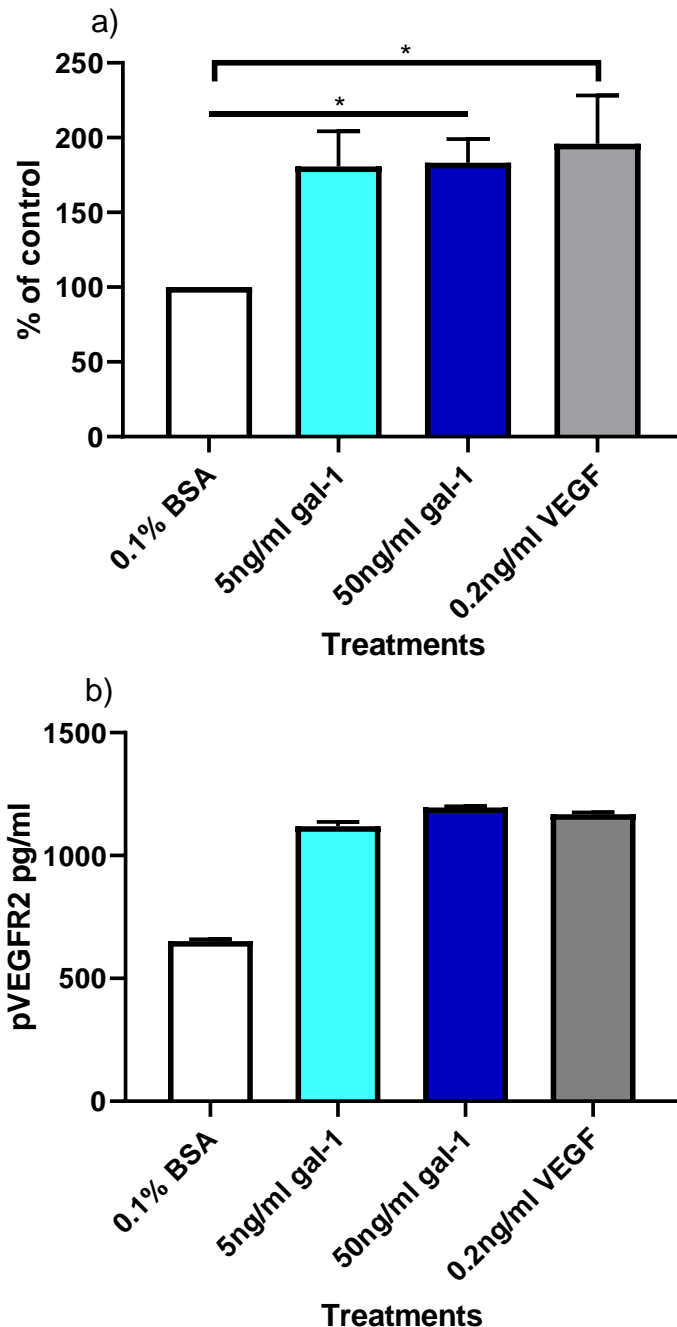 a)
*
*
250
200
150
100
50
0
% of control
0.1% BSA
5ng/ml gal-1
50ng/ml gal-1
0.2ng/ml VEGF
Treatments
b)
1500
1000
500
0
pVEGFR2 pg/ml
0.1% BSA
5ng/ml gal-1
50ng/ml gal-1
0.2ng/ml VEGF
Treatments